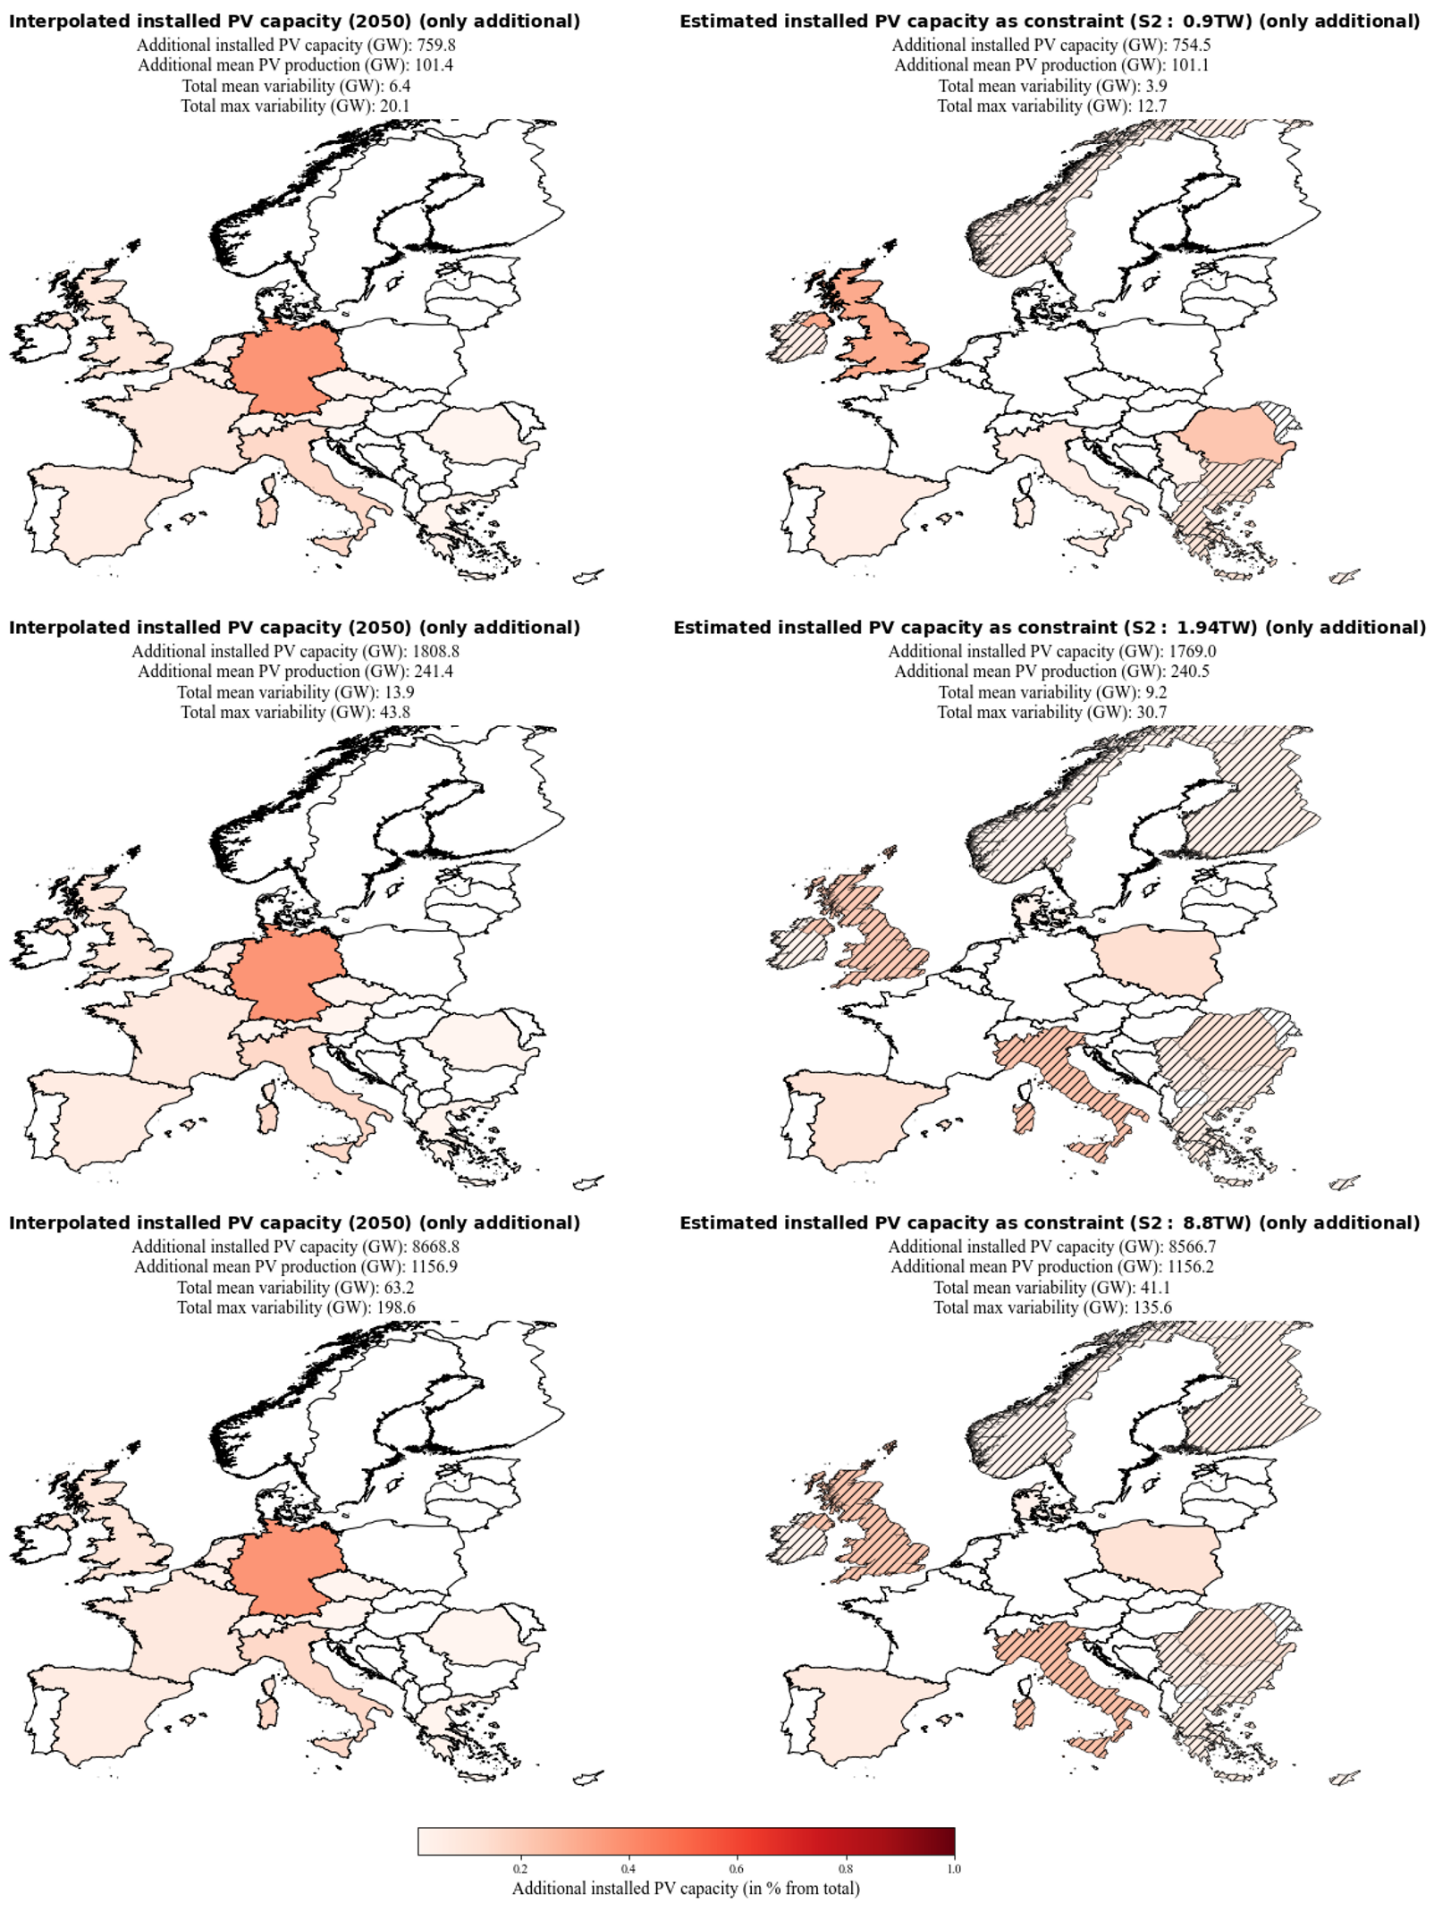 Interpolated installed PV capacity (2050) (only additional)
Additional installed PV capacity (GW): 759.8
Additional mean PV production (GW): 101.4
Total mean variability (GW): 6.4
Total max variability (GW): 20.1
Estimated installed PV capacity as constraint (S2 : 0.9TW) (only additional)
Additional installed PV capacity (GW): 754.5
Additional mean PV production (GW): 101.1
Total mean variability (GW): 3.9
Total max variability (GW): 12.7
Interpolated installed PV capacity (2050) (only additional)
Additional installed PV capacity (GW): 1808.8
Additional mean PV production (GW): 241.4
Total mean variability (GW): 13.9
Total max variability (GW): 43.8
Estimated installed PV capacity as constraint (S2 : 1.94TW) (only additional)
Additional installed PV capacity (GW): 1769.0
Additional mean PV production (GW): 240.5
Total mean variability (GW): 9.2
Total max variability (GW): 30.7
Interpolated installed PV capacity (2050) (only additional)
Additional installed PV capacity (GW): 8668.8
Additional mean PV production (GW): 1156.9
Total mean variability (GW): 63.2
Total max variability (GW): 198.6
Estimated installed PV capacity as constraint (S2 : 8.8TW) (only additional)
Additional installed PV capacity (GW): 8566.7
Additional mean PV production (GW): 1156.2
Total mean variability (GW): 41.1
Total max variability (GW): 135.6
0.2 0.4 0.6 0.8 1.0
Additional installed PV capacity (in % from total)